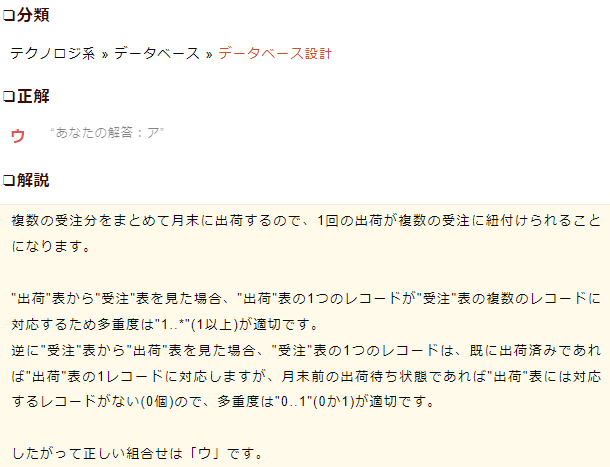 ❏分類
テクノロジ系 » データベース » データベース設計
❏正解
ウ “あなたの解答：ア”
❏解説
複数の受注分をまとめて月末に出荷するので、1回の出荷が複数の受注に紐付けられること
になります。
"出荷"表から"受注"表を見た場合、"出荷"表の1つのレコードが"受注"表の複数のレコードに
対応するため多重度は"1..*"(1以上)が適切です。
逆に"受注"表から"出荷"表を見た場合、"受注"表の1つのレコードは、既に出荷済みであれ
ば"出荷"表の1レコードに対応しますが、月末前の出荷待ち状態であれば"出荷"表には対応
するレコードがない(0個)ので、多重度は"0..1"(0か1)が適切です。
したがって正しい組合せは「ウ」です。